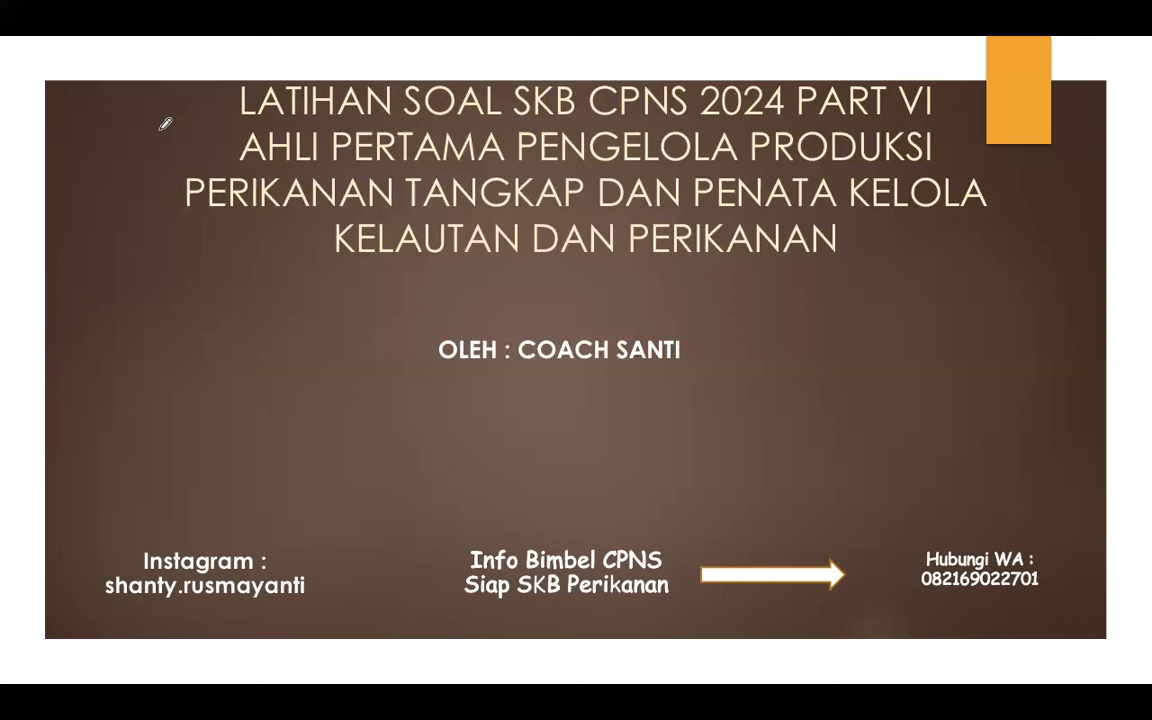 LATIHAN SOAL SKB CPNS 2024 PART VI
AHLI PERTAMA PENGELOLA PRODUKSI
PERIKANAN TANGKAP DAN PENATA KELOLA
KELAUTAN DAN PERIKANAN
OLEH : COACH SANTI
Instagram :
shanty.rusmayanti
Info Bimbel CPNS
Siap SKB Perikanan
Hubungi WA :
082169022701